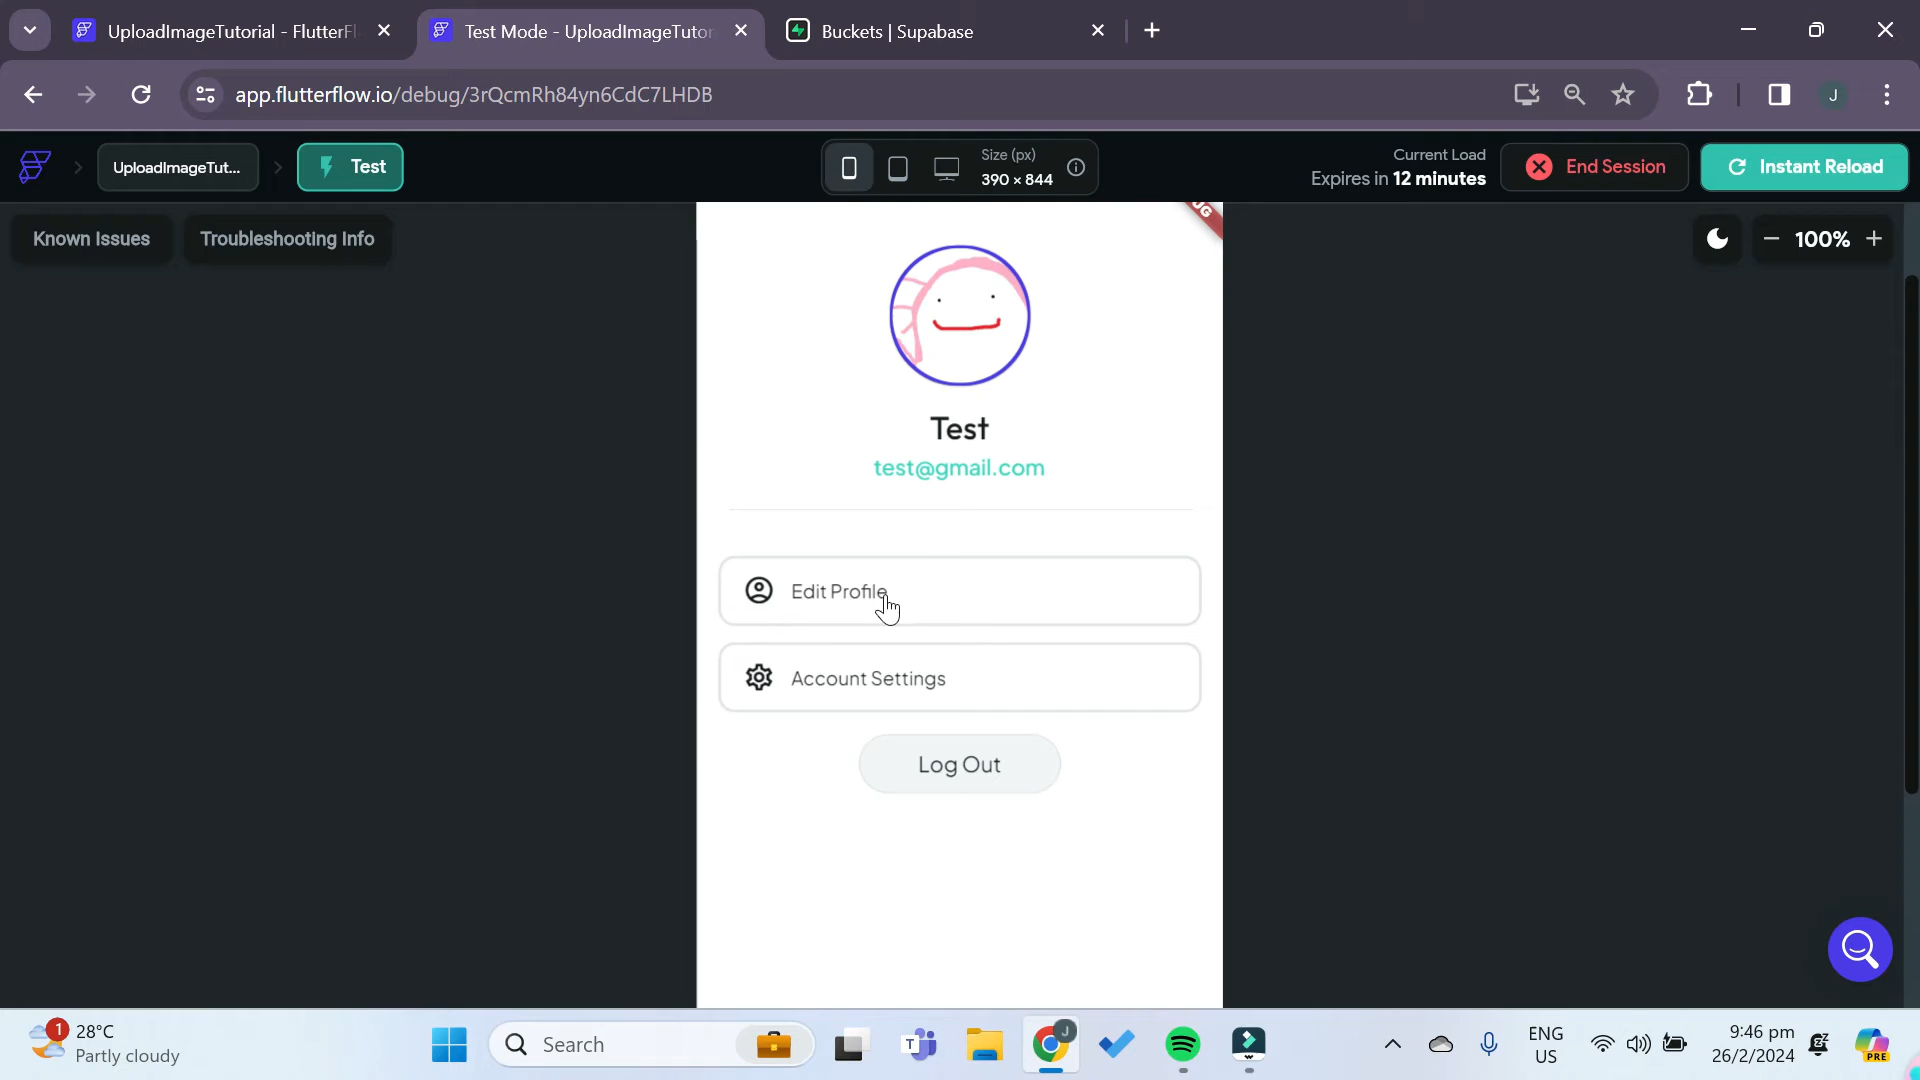 UploadImageTutorial - FlutterFl
Test Mode - UploadImageTutor
Buckets | Supabase
app.flutterflow.io/debug/3rQcmRh84yn6CdC7LHDB
J
UploadImageTut...
Test
Size (px)
390 × 844
Current Load
Expires in 12 minutes
End Session
Instant Reload
Known Issues
Troubleshooting Info
100%
Test
test@gmail.com
Edit Profile
Account Settings
Log Out
1
28°C
Partly cloudy
Search
T
J
ENG
US
9:46 pm
26/2/2024
PRE